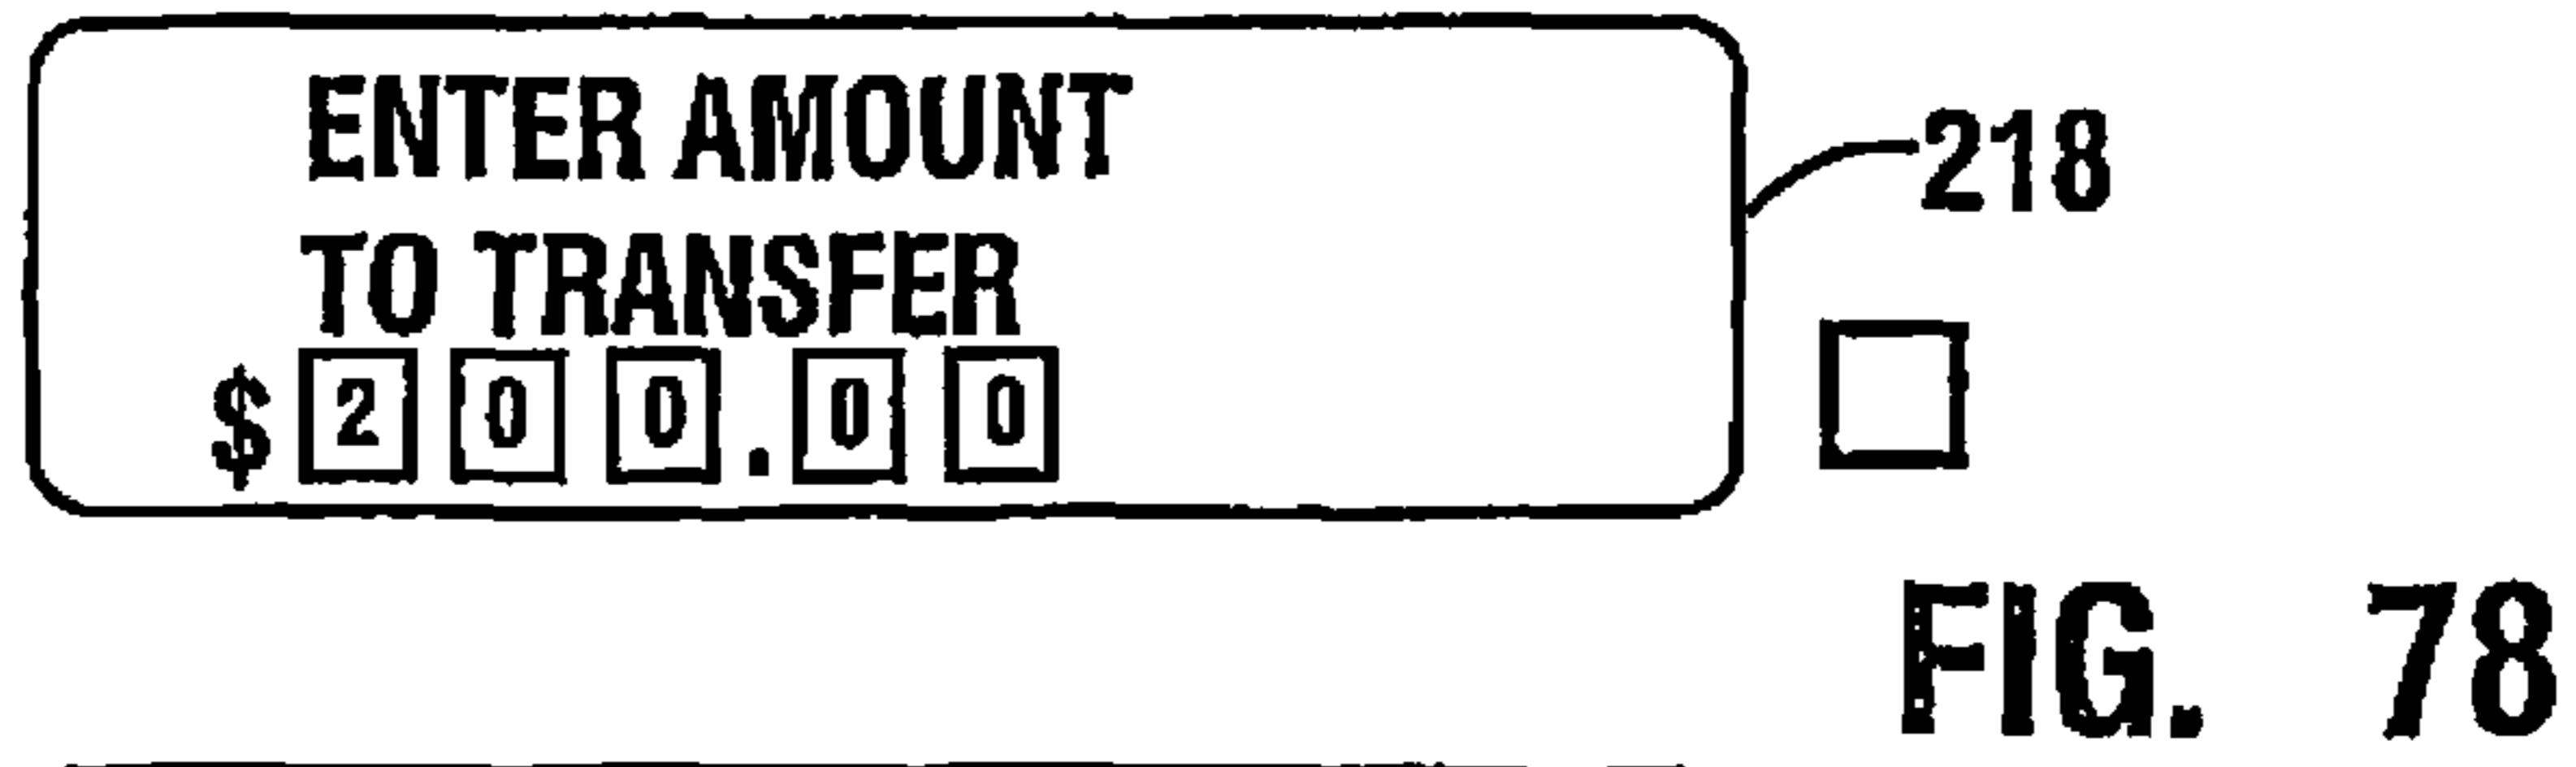 ENTER AMOUNT
TO TRANSFER
$ 2 0 0 . 0 0
218
FIG. 78